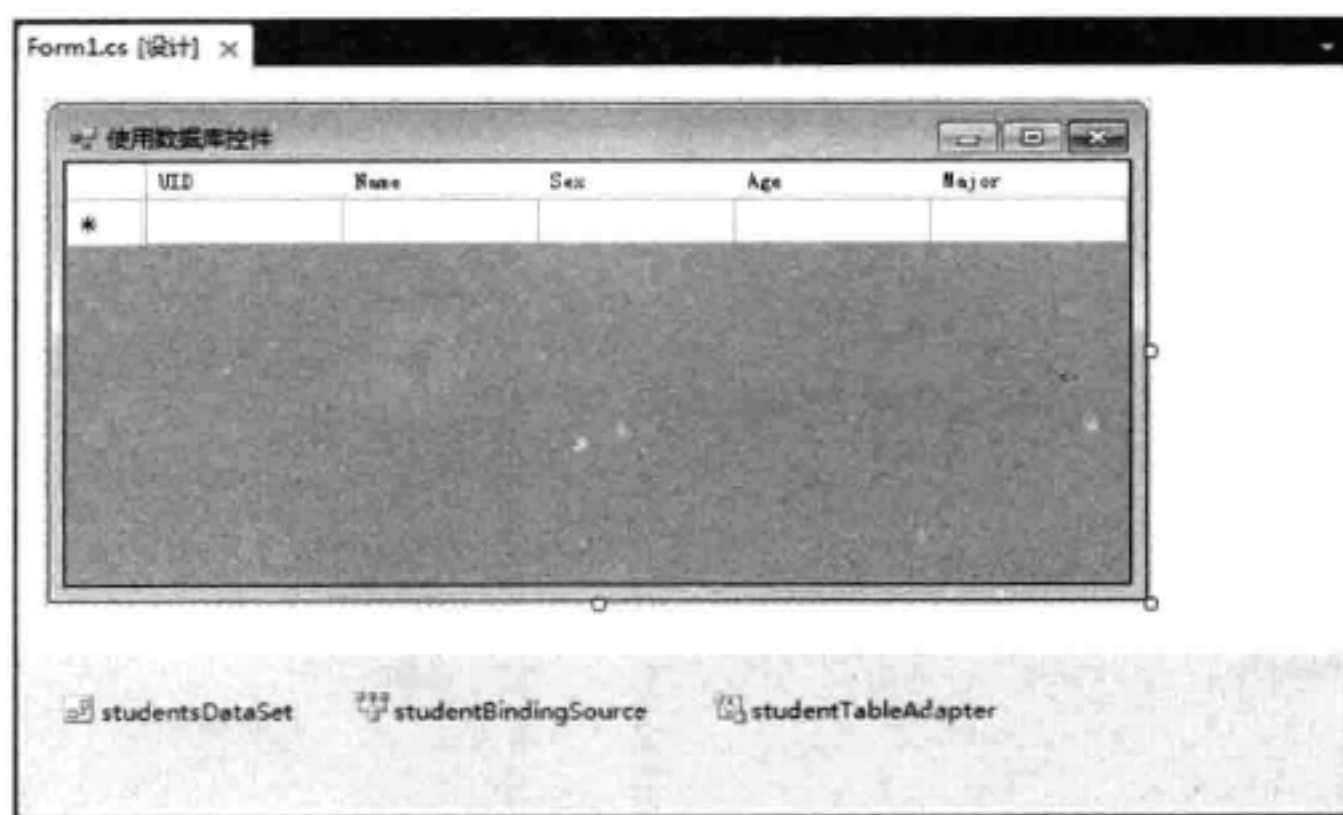 Form1.cs [设计] ×
使用数据库控件
UID Name Sex Age Major
*
studentsDataSet studentBindingSource studentTableAdapter